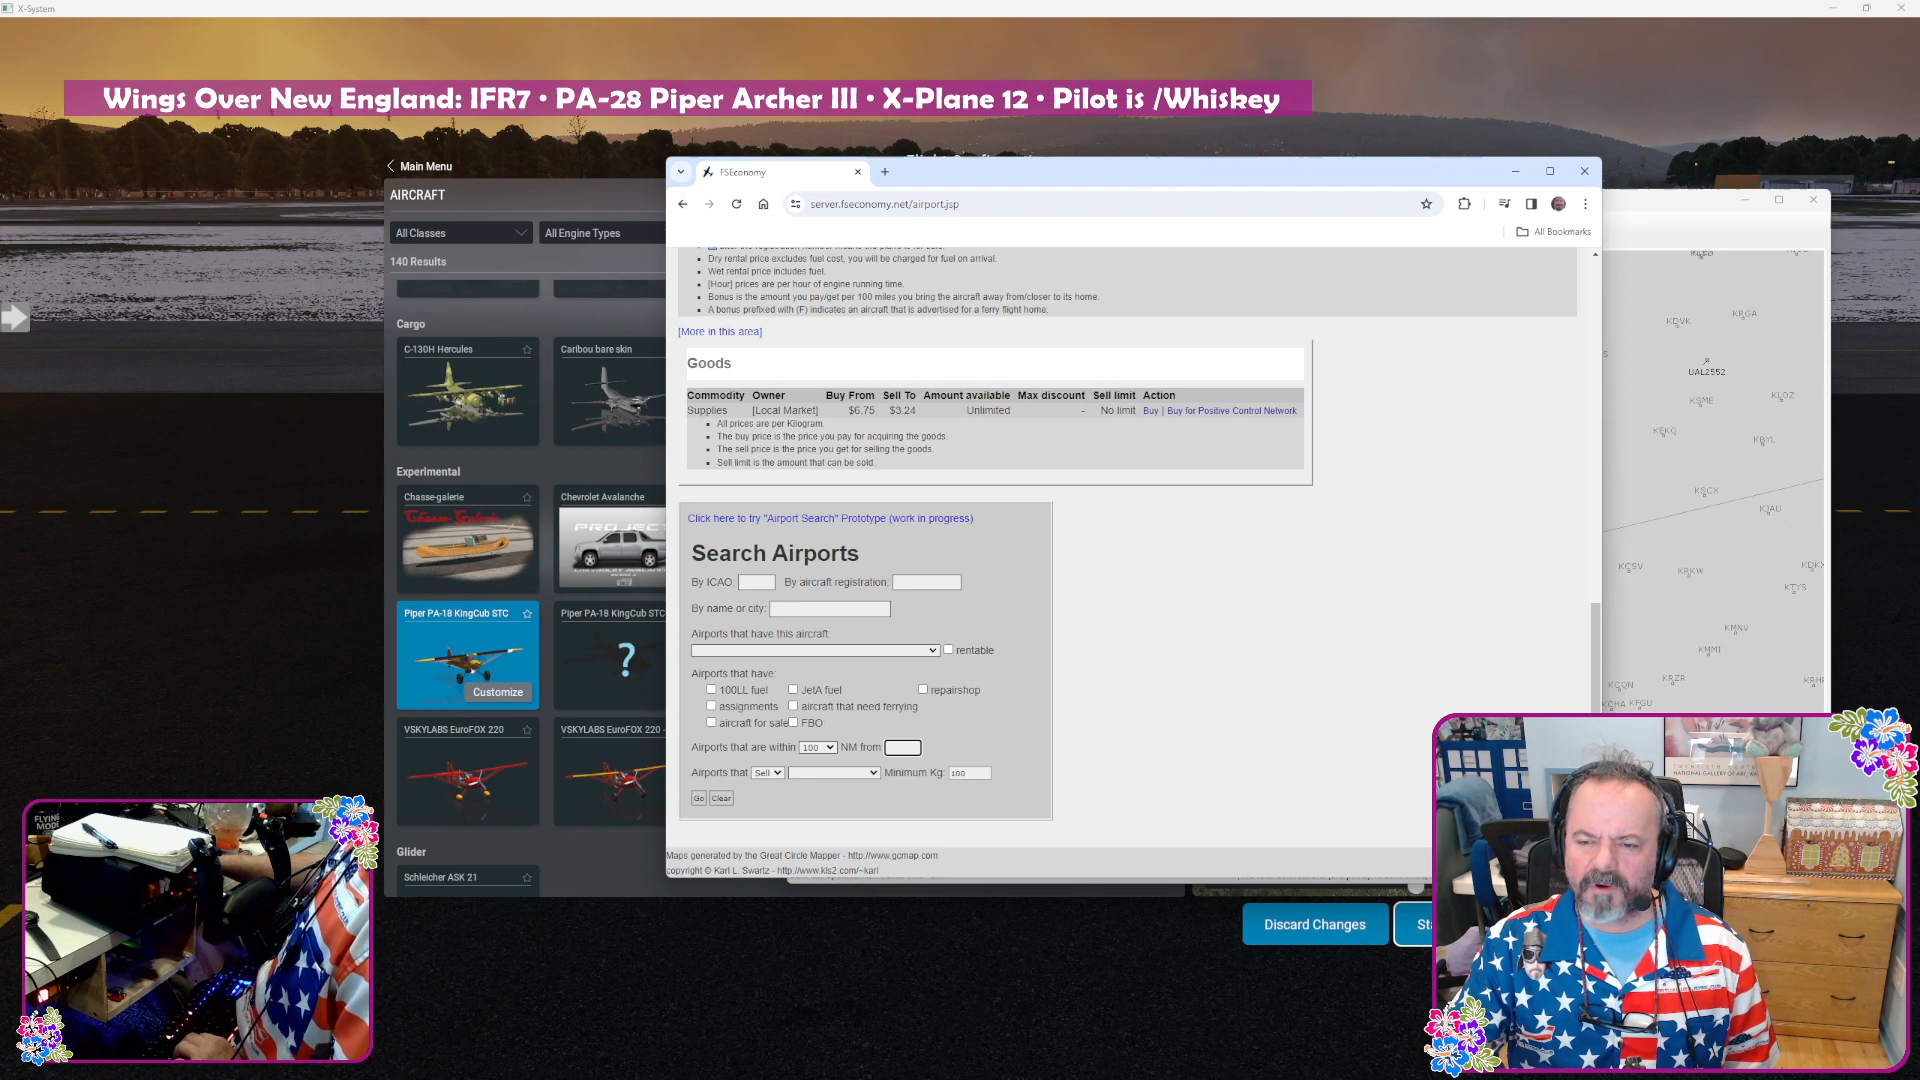 X-System
Wings Over New England: IFR7 • PA-28 Piper Archer III • X-Plane 12 • Pilot is /Whiskey
Main Menu
AIRCRAFT
All Classes
All Engine Types
140 Results
Cargo
C-130H Hercules
Caribou bare skin
Experimental
Chasse-galerie
Chevrolet Avalanche
Piper PA-18 KingCub STC
Piper PA-18 KingCub STC
Customize
VSKYLABS EuroFOX 220
VSKYLABS EuroFOX 220 -
Glider
Schleicher ASK 21
FSEconomy
server.fseconomy.net/airport.jsp
All Bookmarks
Dry rental price excludes fuel cost, you will be charged for fuel on arrival.
Wet rental price includes fuel.
[Hour] prices are per hour of engine running time.
Bonus is the amount you pay/get per 100 miles you bring the aircraft away from/closer to its home.
A bonus prefixed with (F) indicates an aircraft that is advertised for a ferry flight home.
[More in this area]
Goods
Commodity Owner Buy From Sell To Amount available Max discount Sell limit Action
Supplies [Local Market] $6.75 $3.24 Unlimited - No limit Buy | Buy for Positive Control Network
All prices are per Kilogram.
The buy price is the price you pay for acquiring the goods.
The sell price is the price you get for selling the goods.
Sell limit is the amount that can be sold.
Click here to try "Airport Search" Prototype (work in progress)
Search Airports
By ICAO: By aircraft registration:
By name or city:
Airports that have this aircraft:
rentable
Airports that have:
100LL fuel JetA fuel repairshop
assignments aircraft that need ferrying
aircraft for sale FBO
Airports that are within 100 NM from
Airports that Sell Minimum Kg: 100
Go Clear
Maps generated by the Great Circle Mapper - http://www.gcmap.com
copyright © Karl L. Swartz - http://www.kls2.com/~karl
KDVK
KRGA
UAL2552
KSME
KLOZ
KEKQ
KBYL
KSCX
KJAU
KCSV
KRKW
KTYS
KMNV
KMMI
KRZR
KCQN
KCHA KFGU
Discard Changes
FLYING
NATIONAL GALLERY OF ART, WA